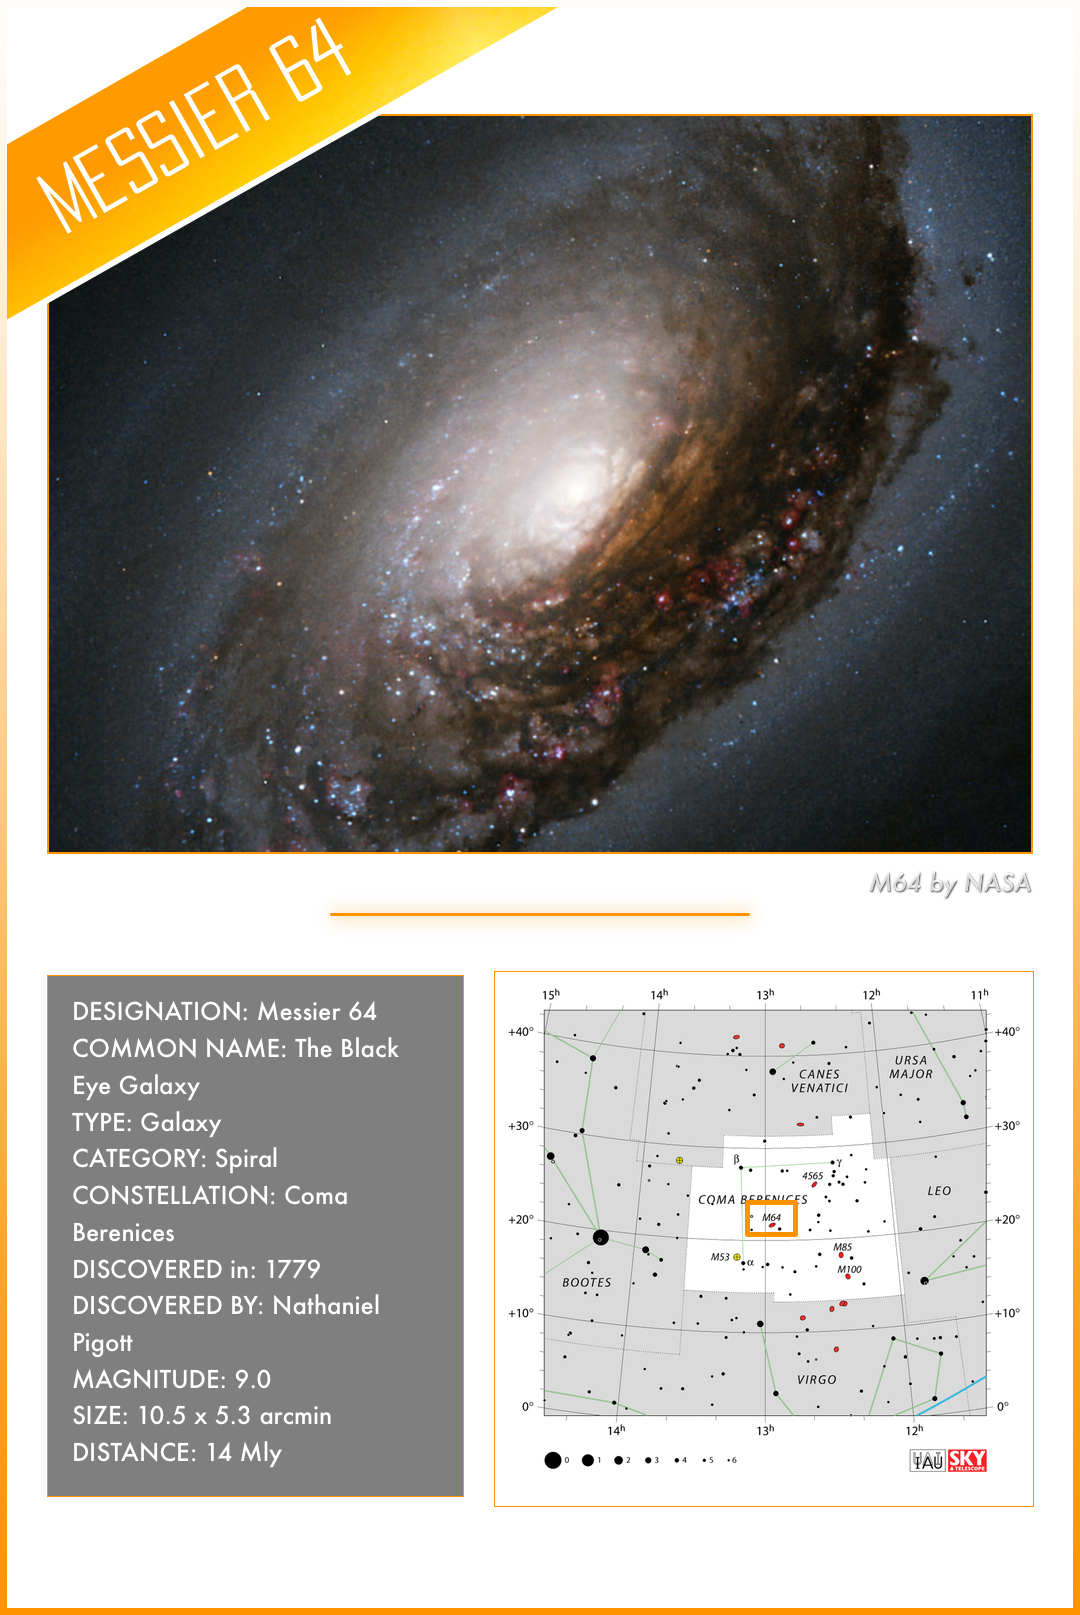 MESSIER 64
M64 by NASA
DESIGNATION: Messier 64
COMMON NAME: The Black
Eye Galaxy
TYPE: Galaxy
CATEGORY: Spiral
CONSTELLATION: Coma
Berenices
DISCOVERED in: 1779
DISCOVERED BY: Nathaniel
Pigott
MAGNITUDE: 9.0
SIZE: 10.5 x 5.3 arcmin
DISTANCE: 14 Mly
15h 14h 13h 12h 11h
+40° +40°
URSA
MAJOR
CANES
VENATICI
+30° +30°
β γ
4565
LEO
COMA BERENICES
M64
+20° +20°
M85
M53 α
M100
BOOTES
+10° +10°
VIRGO
0° 0°
14h 13h 12h
0 1 2 3 4 5 6
IAU SKY
& TELESCOPE